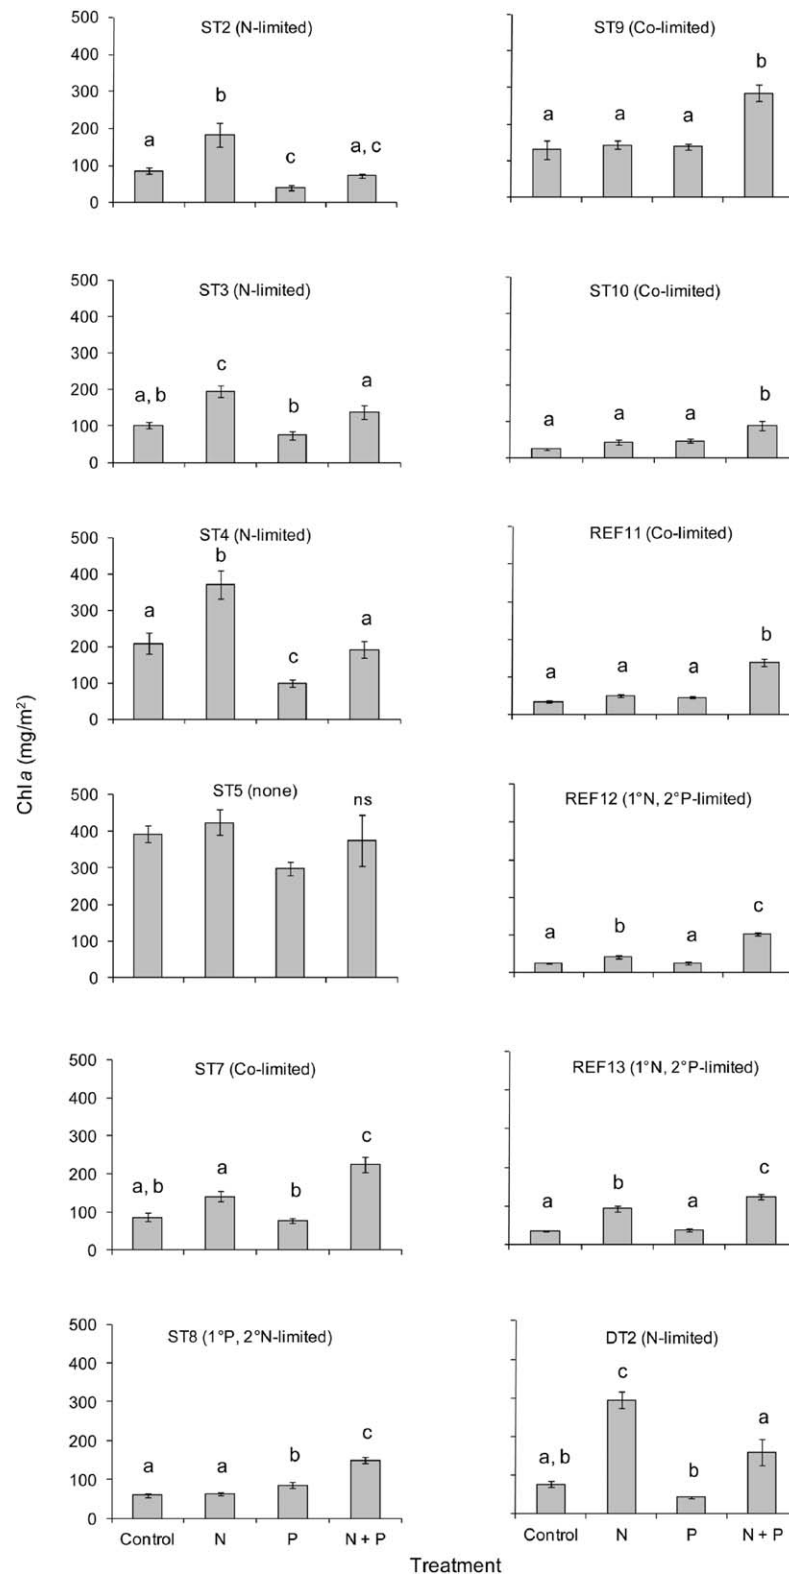 ST2 (N-limited)
500
400
300
200
100
0
a
b
c
a, c
ST9 (Co-limited)
a
a
a
b
ST3 (N-limited)
500
400
300
200
100
0
a, b
c
b
a
ST10 (Co-limited)
a
a
a
b
ST4 (N-limited)
500
400
300
200
100
0
a
b
c
a
REF11 (Co-limited)
a
a
a
b
Chl a (mg/m²)
ST5 (none)
500
400
300
200
100
0
ns
REF12 (1°N, 2°P-limited)
a
b
a
c
ST7 (Co-limited)
500
400
300
200
100
0
a, b
a
b
c
REF13 (1°N, 2°P-limited)
a
b
a
c
ST8 (1°P, 2°N-limited)
500
400
300
200
100
0
a
a
b
c
Control N P N + P
DT2 (N-limited)
a, b
c
b
a
Control N P N + P
Treatment